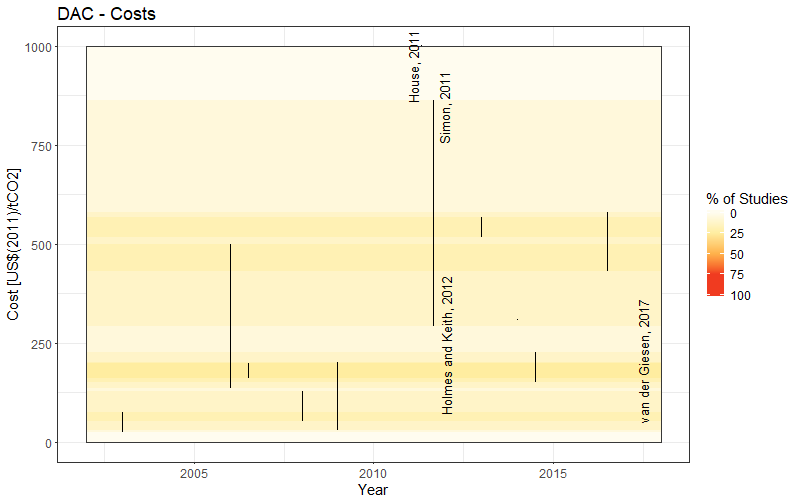 DAC - Costs
Cost [US$(2011)/tCO2]
1000
750
500
250
0
House, 2011
Simon, 2011
Holmes and Keith, 2012
van der Giesen, 2017
2005
2010
2015
Year
% of Studies
0
25
50
75
100